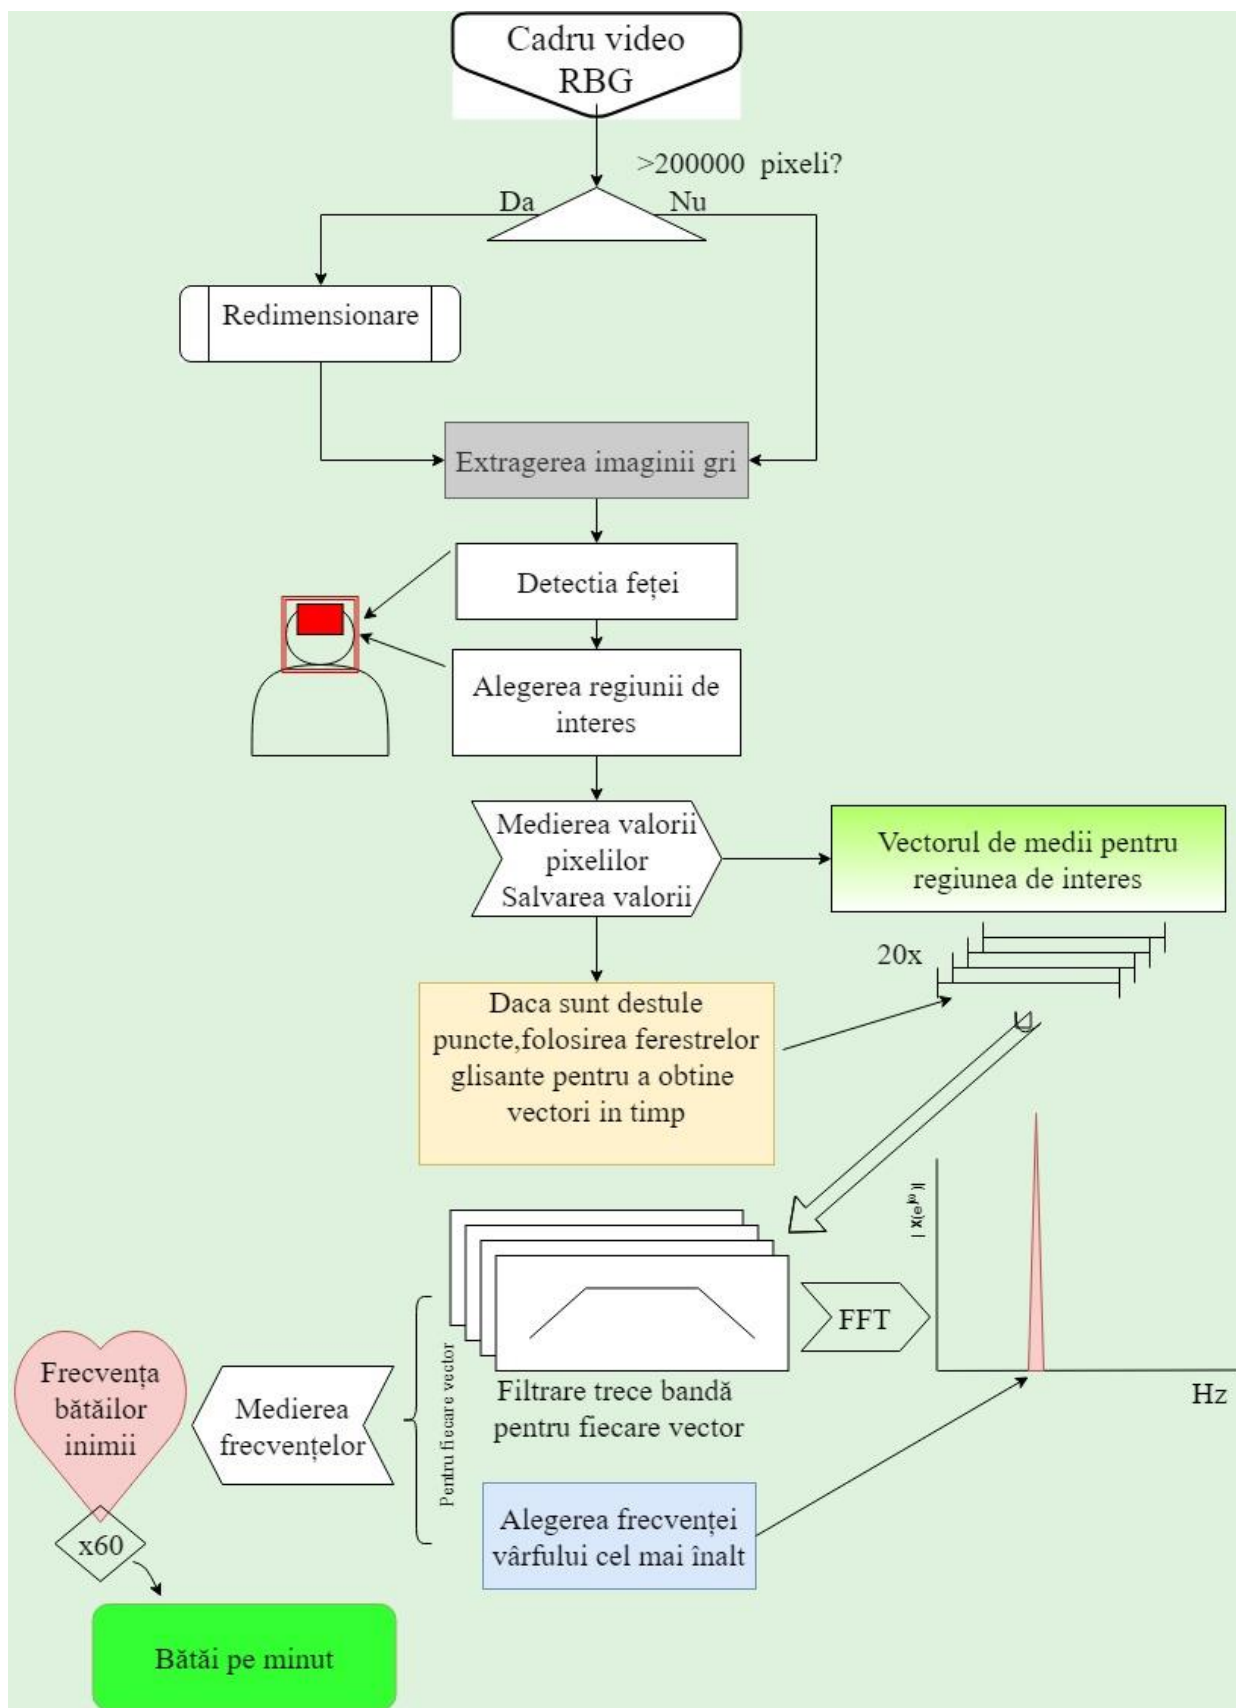 Cadru video
RBG
>200000 pixeli?
Da
Nu
Redimensionare
Extragerea imaginii gri
Detectia feței
Alegerea regiunii de
interes
Medierea valorii
pixelilor
Salvarea valorii
Vectorul de medii pentru
regiunea de interes
20x
Daca sunt destule
puncte,folosirea ferestrelor
glisante pentru a obtine
vectori in timp
| X(e^jω)|
FFT
Hz
Filtrare trece bandă
pentru fiecare vector
Pentru fiecare vector
Medierea
frecvențelor
Frecvența
bătăilor
inimii
Alegerea frecvenței
vârfului cel mai înalt
x60
Bătăi pe minut